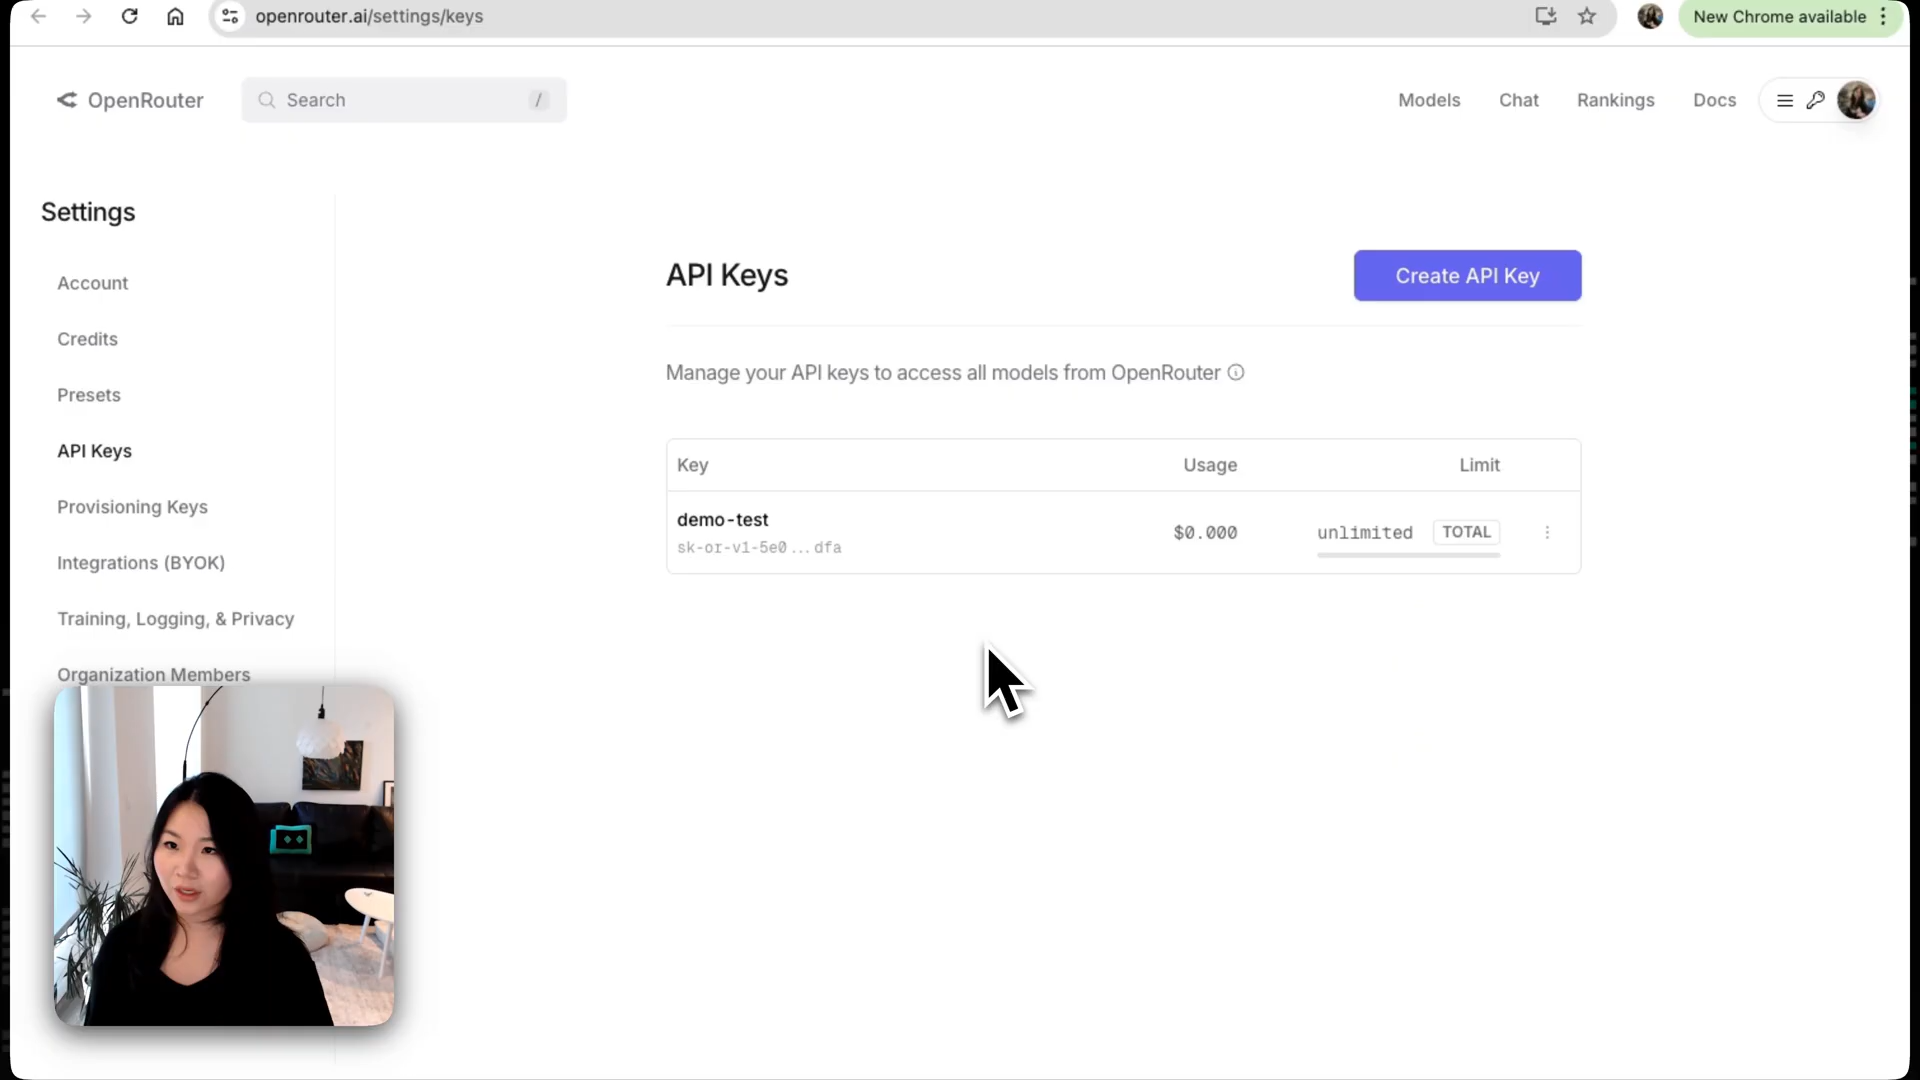 openrouter.ai/settings/keys
New Chrome available
OpenRouter
Search
/
Models
Chat
Rankings
Docs
Settings
Account
Credits
Presets
API Keys
Provisioning Keys
Integrations (BYOK)
Training, Logging, & Privacy
Organization Members
API Keys
Create API Key
Manage your API keys to access all models from OpenRouter
Key
Usage
Limit
demo-test
sk-or-v1-5e0...dfa
$0.000
unlimited
TOTAL